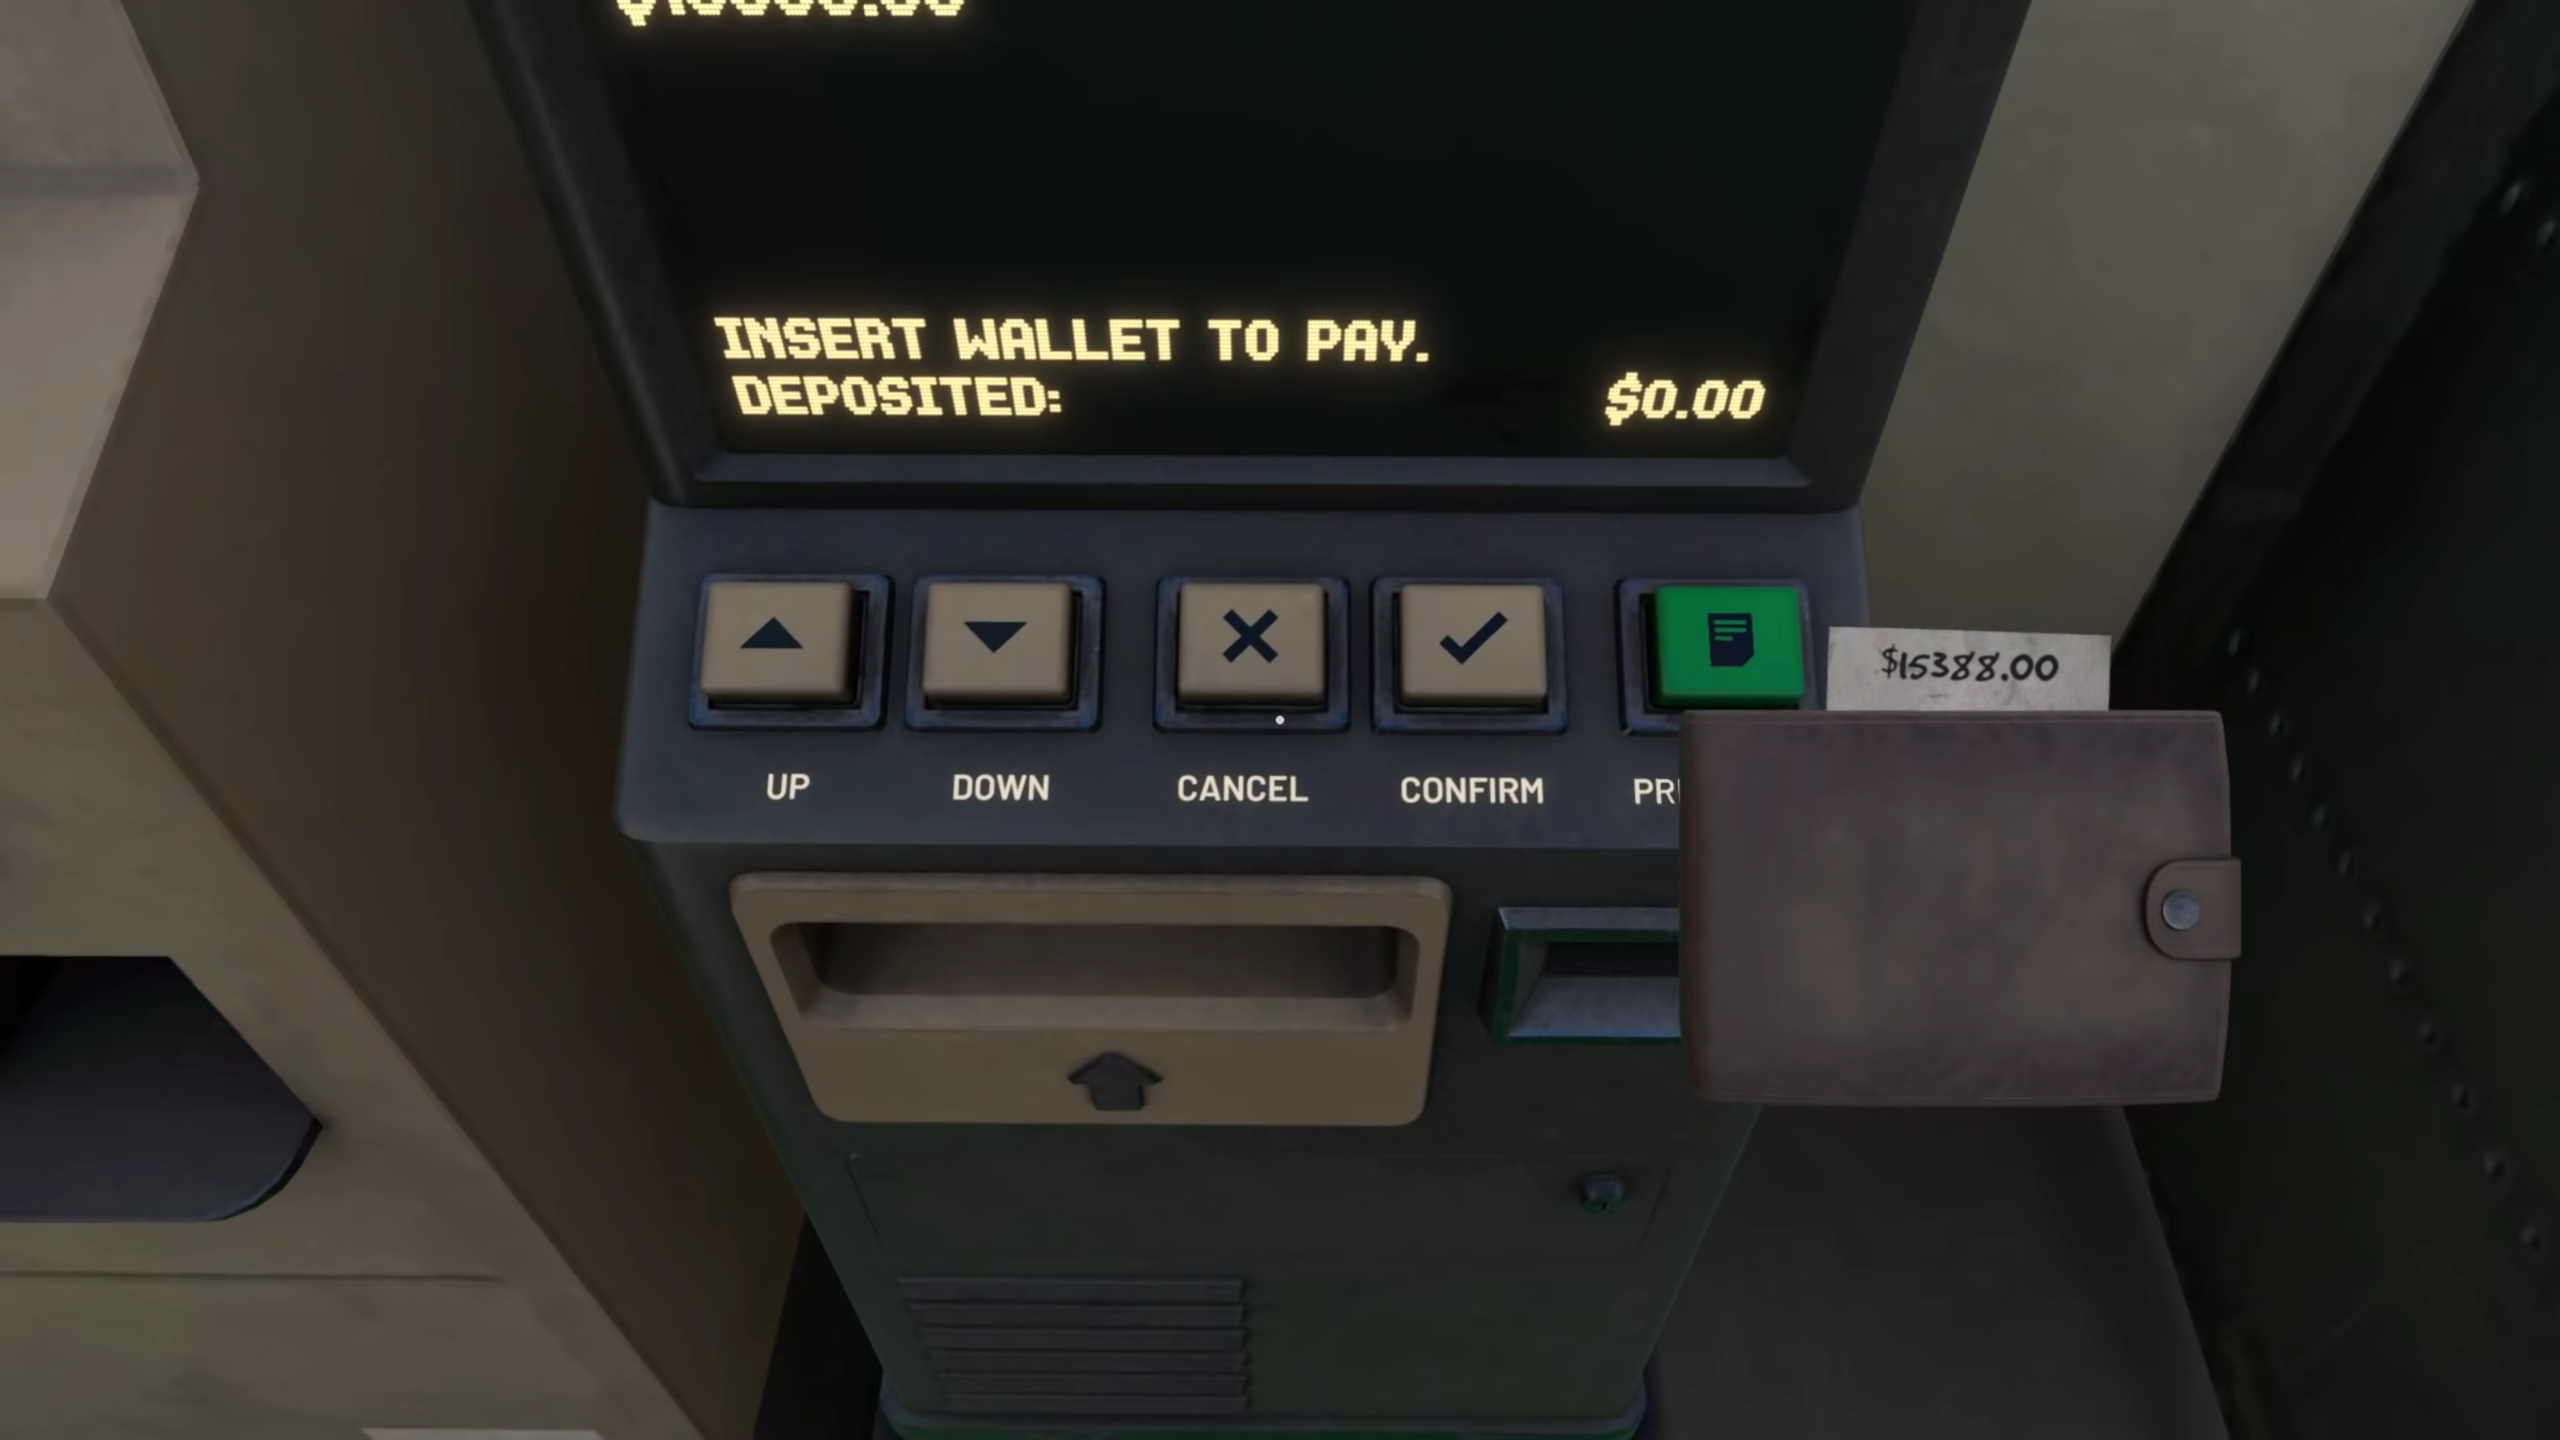 INSERT WALLET TO PAY.
DEPOSITED: $0.00
$15388.00
UP DOWN CANCEL CONFIRM